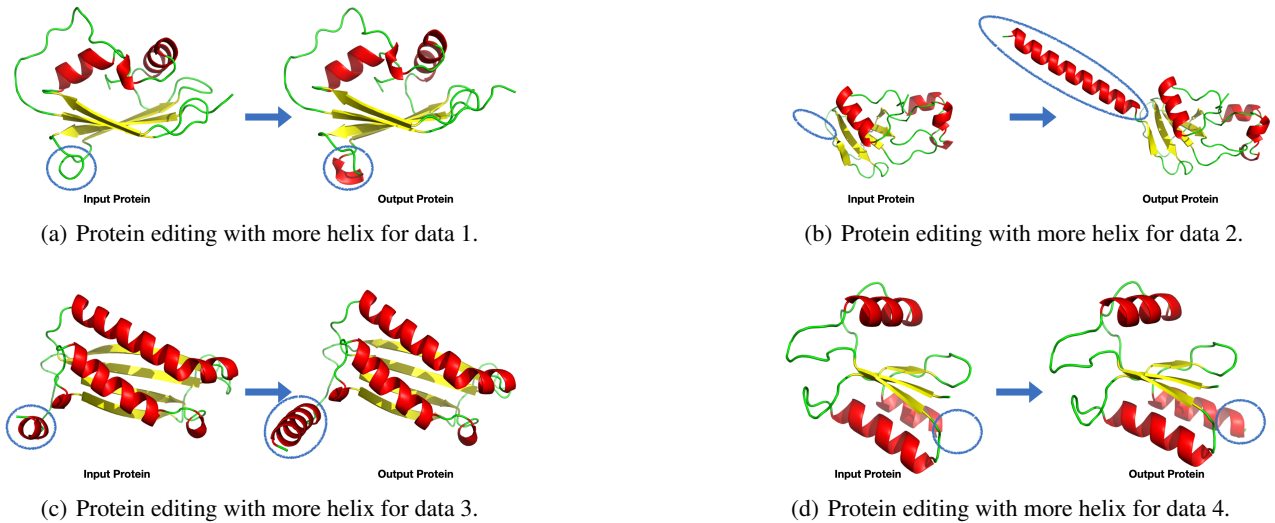 Input Protein
Output Protein
(a) Protein editing with more helix for data 1.
Input Protein
Output Protein
(b) Protein editing with more helix for data 2.
Input Protein
Output Protein
(c) Protein editing with more helix for data 3.
Input Protein
Output Protein
(d) Protein editing with more helix for data 4.